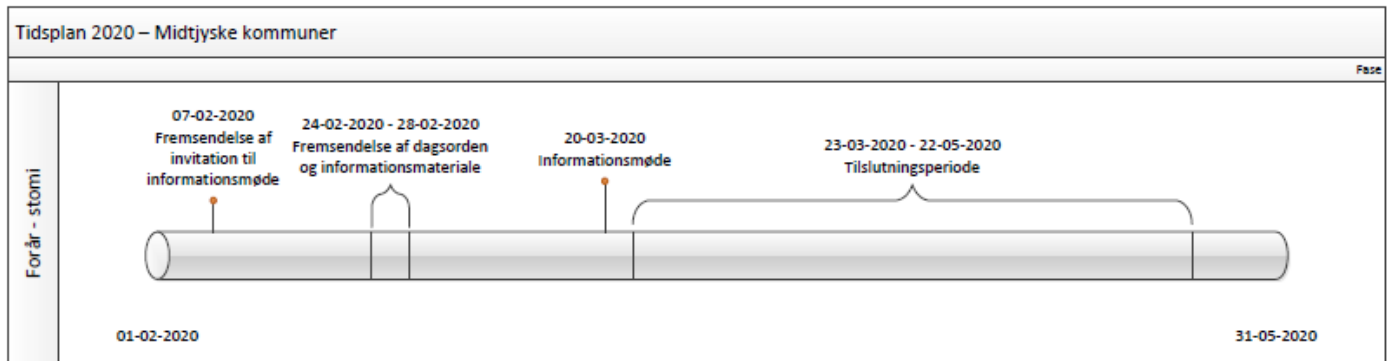 Tidsplan 2020 – Midtjyske kommuner
Fase
Forår - stomi
07-02-2020
Fremsendelse af
invitation til
informationsmøde
24-02-2020 - 28-02-2020
Fremsendelse af dagsorden
og informationsmateriale
20-03-2020
Informationsmøde
23-03-2020 - 22-05-2020
Tilslutningsperiode
01-02-2020
31-05-2020